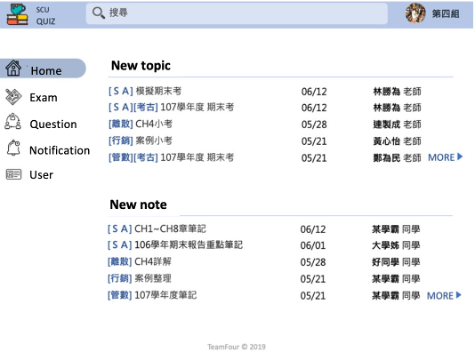 SCU
QUIZ
搜尋
第四組
Home
Exam
Question
Notification
User
New topic
[ S A ] 模擬期末考 06/12 林勝為 老師
[ S A ][考古] 107學年度 期末考 06/12 林勝為 老師
[離散] CH4小考 05/28 連製成 老師
[行銷] 案例小考 05/21 黃心怡 老師
[管數][考古] 107學年度 期末考 05/21 鄭為民 老師 MORE
New note
[ S A ] CH1~CH8章筆記 06/12 某學霸 同學
[ S A ] 106學年期末報告重點筆記 06/01 大學姊 同學
[離散] CH4詳解 05/28 好同學 同學
[行銷] 案例整理 05/21 某學霸 同學
[管數] 107學年度筆記 05/21 某學霸 同學 MORE
TeamFour © 2019